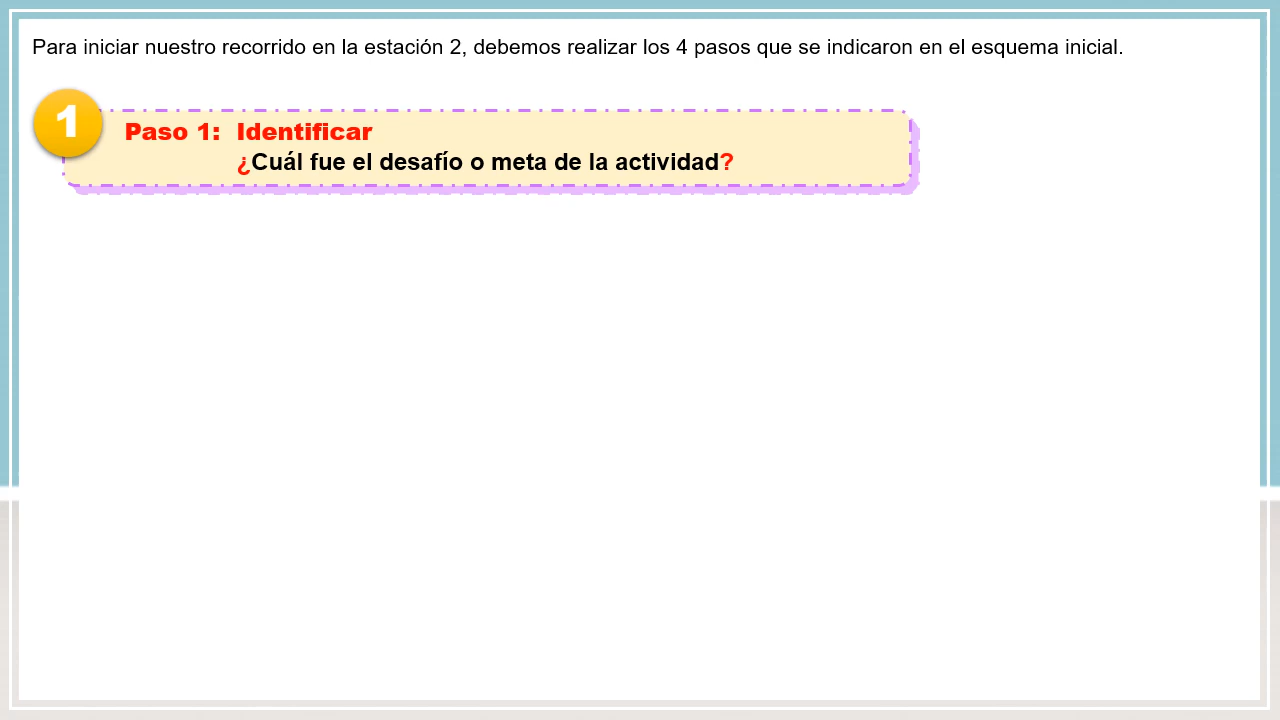 Para iniciar nuestro recorrido en la estación 2, debemos realizar los 4 pasos que se indicaron en el esquema inicial.
1
Paso 1: Identificar
¿Cuál fue el desafío o meta de la actividad?